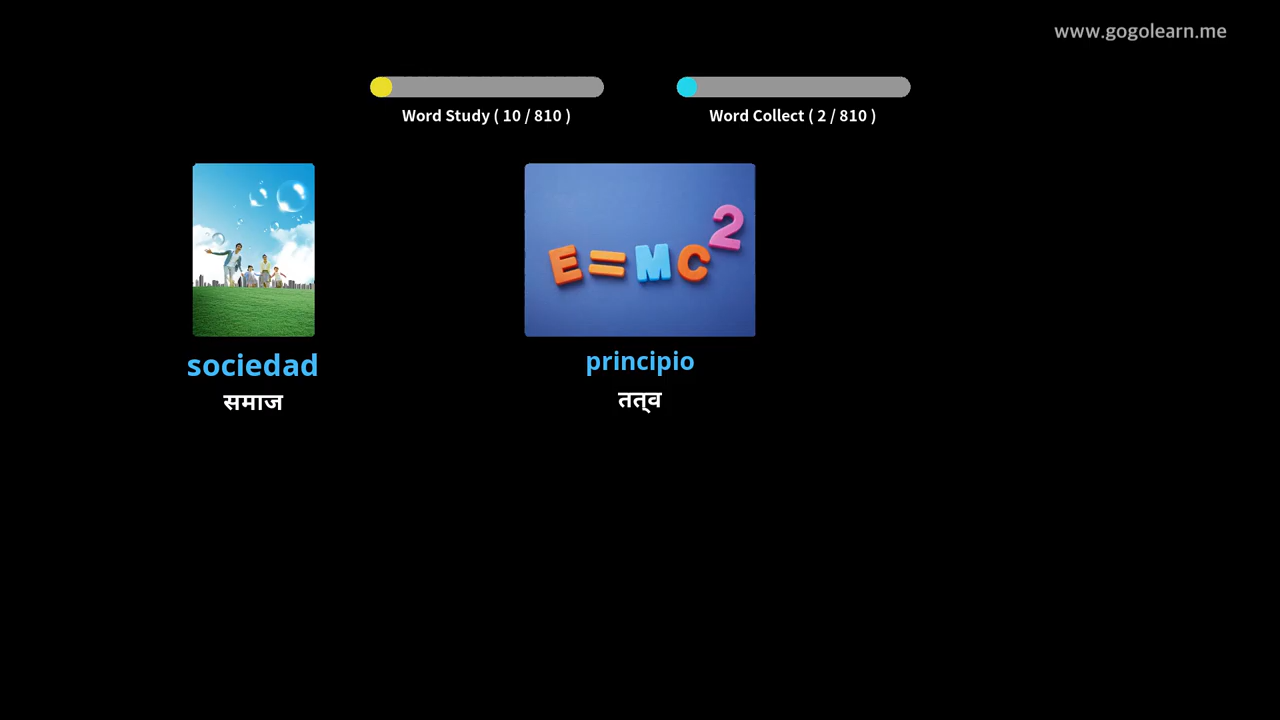 www.gogolearn.me
Word Study ( 10 / 810 )
Word Collect ( 2 / 810 )
E=MC2
sociedad
समाज
principio
तत्व